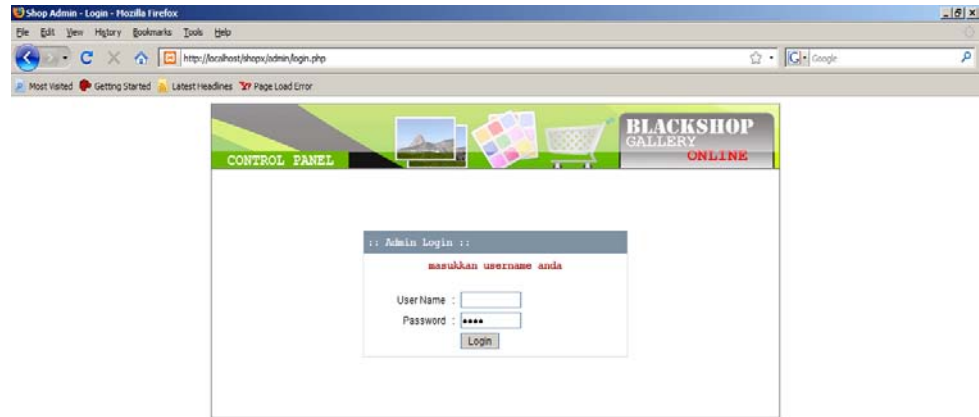 Shop Admin - Login - Mozilla Firefox
File Edit View History Bookmarks Tools Help
http://localhost/shopx/admin/login.php
Google
Most Visited Getting Started Latest Headlines Page Load Error
CONTROL PANEL
BLACKSHOP
GALLERY
ONLINE
:: Admin Login ::
masukkan username anda
User Name :
Password :
Login